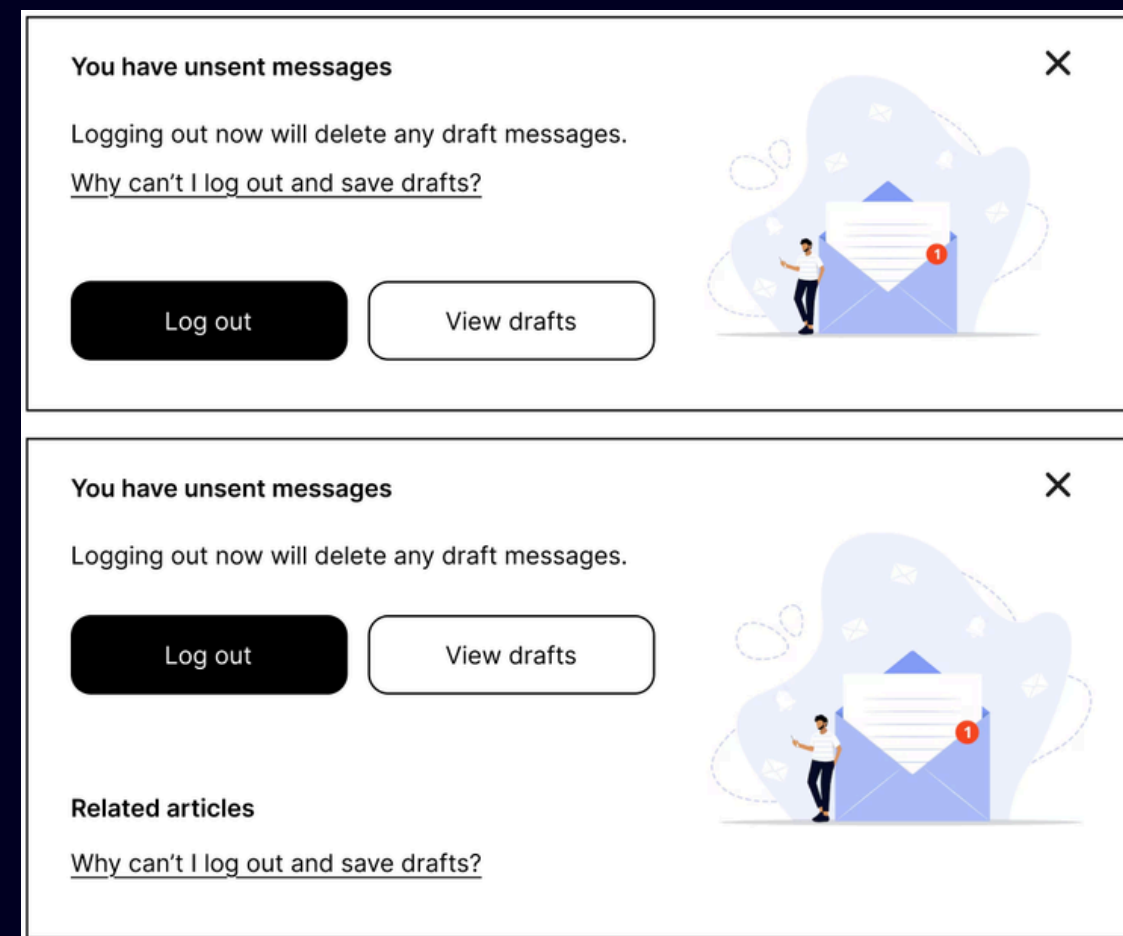 You have unsent messages
Logging out now will delete any draft messages.
Why can’t I log out and save drafts?
1
Log out View drafts
You have unsent messages
Logging out now will delete any draft messages.
Log out View drafts
1
Related articles
Why can’t I log out and save drafts?